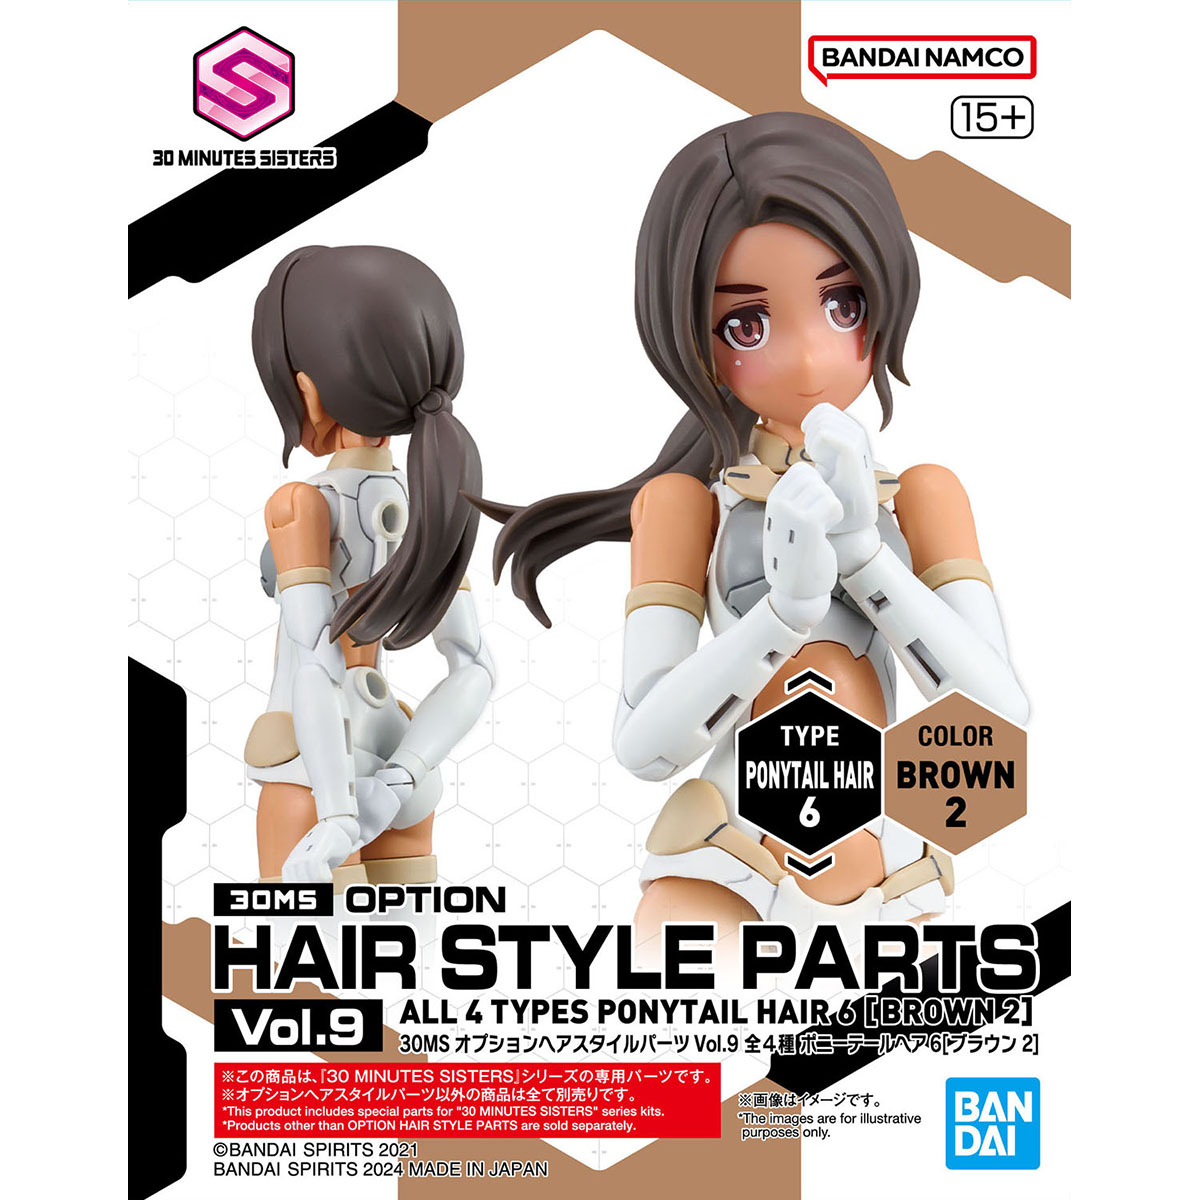 30 MINUTES SISTERS
BANDAI NAMCO
15+
TYPE
PONYTAIL HAIR
6
COLOR
BROWN
2
30MS OPTION
HAIR STYLE PARTS
Vol.9
ALL 4 TYPES PONYTAIL HAIR 6 [BROWN 2]
30MS オプションヘアスタイルパーツ Vol.9 全4種 ポニーテールヘア6[ブラウン 2]
※この商品は、『30 MINUTES SISTERS』シリーズの専用パーツです。
※オプションヘアスタイルパーツ以外の商品は全て別売りです。
*This product includes special parts for "30 MINUTES SISTERS" series kits.
*Products other than OPTION HAIR STYLE PARTS are sold separately.
※画像はイメージです。
*The images are for illustrative
purposes only.
BAN
DAI
©BANDAI SPIRITS 2021
BANDAI SPIRITS 2024 MADE IN JAPAN